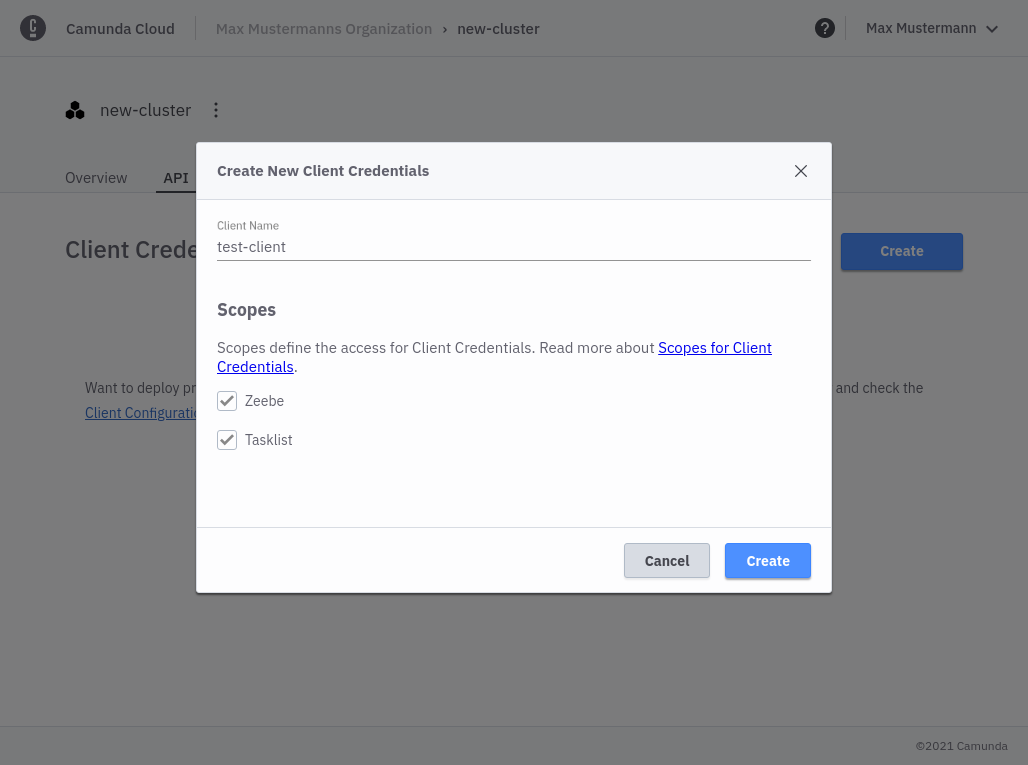 Camunda Cloud Max Mustermanns Organization › new-cluster ? Max Mustermann
new-cluster
Overview API
Create New Client Credentials
Client Name
test-client
Client Crede
Create
Scopes
Scopes define the access for Client Credentials. Read more about Scopes for Client
Credentials.
Want to deploy pr
and check the
Client Configuratio
Zeebe
Tasklist
Cancel Create
©2021 Camunda